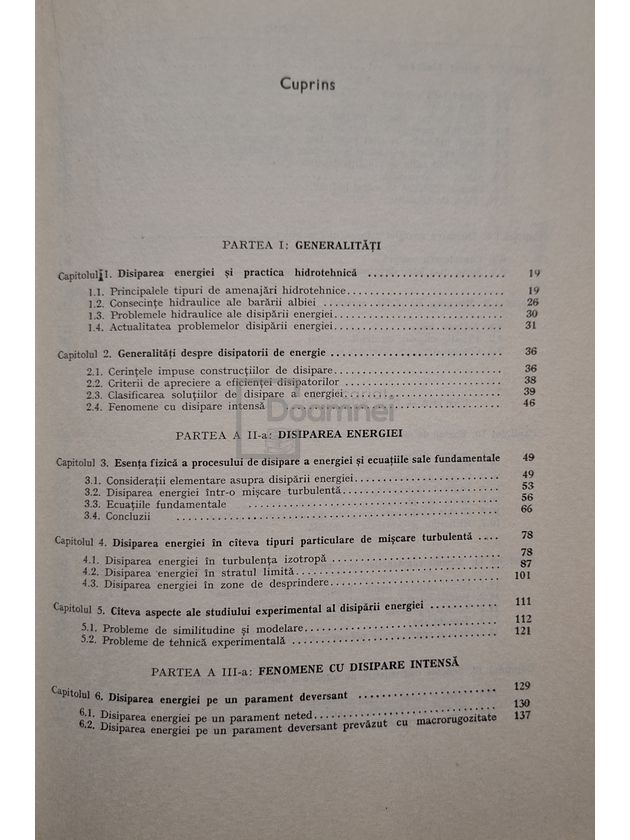 Cuprins
PARTEA I: GENERALITĂȚI
Capitolul 1. Disiparea energiei și practica hidrotehnică ........ 19
1.1. Principalele tipuri de amenajări hidrotehnice ........ 19
1.2. Consecințe hidraulice ale barării albiei ........ 26
1.3. Problemele hidraulice ale disipării energiei ........ 30
1.4. Actualitatea problemelor disipării energiei ........ 31
Capitolul 2. Generalități despre disipatorii de energie ........ 36
2.1. Cerințele impuse construcțiilor de disipare ........ 36
2.2. Criterii de apreciere a eficienței disipatorilor ........ 38
2.3. Clasificarea soluțiilor de disipare a energiei ........ 39
2.4. Fenomene cu disipare intensă ........ 46
Doamnei
PARTEA A II-a: DISIPAREA ENERGIEI
Capitolul 3. Esența fizică a procesului de disipare a energiei și ecuațiile sale fundamentale 49
3.1. Considerații elementare asupra disipării energiei ........ 49
3.2. Disiparea energiei într-o mișcare turbulentă ........ 53
3.3. Ecuațiile fundamentale ........ 56
3.4. Concluzii ........ 66
Capitolul 4. Disiparea energiei în cîteva tipuri particulare de mișcare turbulentă .... 78
4.1. Disiparea energiei în turbulența izotropă ........ 78
4.2. Disiparea energiei în stratul limită ........ 87
4.3. Disiparea energiei în zone de desprindere ........ 101
Capitolul 5. Cîteva aspecte ale studiului experimental al disipării energiei ........ 111
5.1. Probleme de similitudine și modelare ........ 112
5.2. Probleme de tehnică experimentală ........ 121
PARTEA A III-a: FENOMENE CU DISIPARE INTENSĂ
Capitolul 6. Disiparea energiei pe un parament deversant ........ 129
6.1. Disiparea energiei pe un parament neted ........ 130
6.2. Disiparea energiei pe un parament deversant prevăzut cu macrorugozitate 137